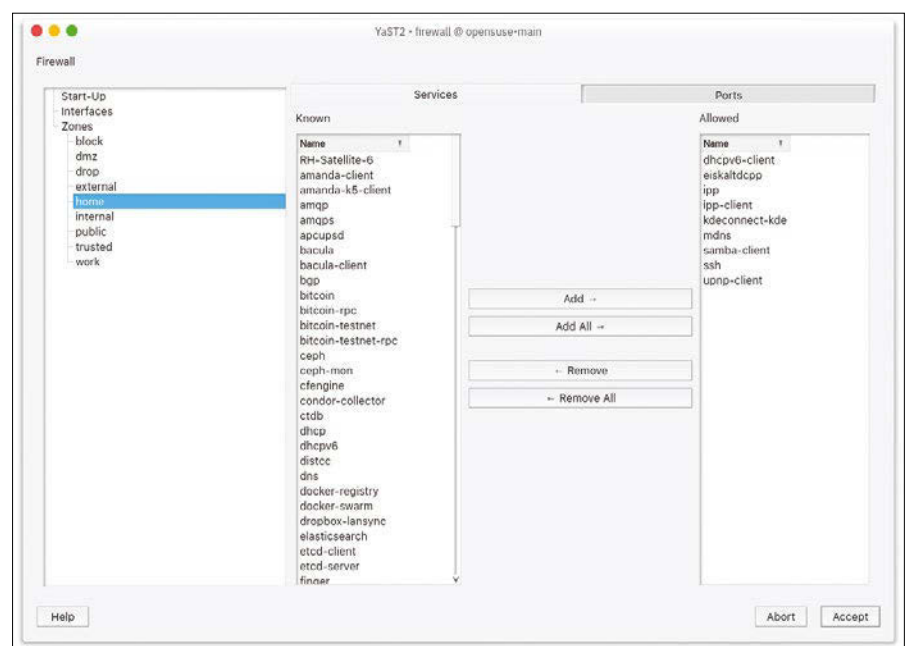 YaST2 - firewall @ opensuse-main
Firewall
Start-Up
Interfaces
Zones
block
dmz
drop
external
home
internal
public
trusted
work
Services
Ports
Known
Name
RH-Satellite-6
amanda-client
amanda-k5-client
amqp
amqps
apcupsd
bacula
bacula-client
bgp
bitcoin
bitcoin-rpc
bitcoin-testnet
bitcoin-testnet-rpc
ceph
ceph-mon
cfengine
condor-collector
ctdb
dhcp
dhcpv6
distcc
dns
docker-registry
docker-swarm
dropbox-lansync
elasticsearch
etcd-client
etcd-server
finger
Add →
Add All →
← Remove
← Remove All
Allowed
Name
dhcpv6-client
eiskaltdcpp
ipp
ipp-client
kdeconnect-kde
mdns
samba-client
ssh
upnp-client
Help
Abort
Accept